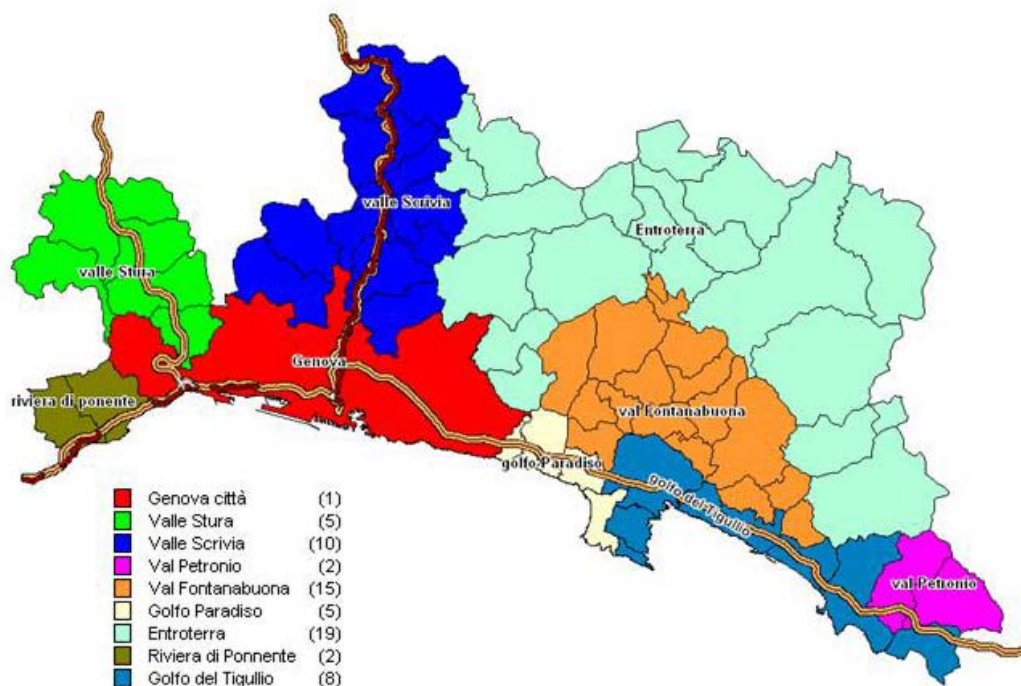 valle Scrivia
Entroterra
valle Stura
Genova
riviera di ponente
val Fontanabuona
golfo Paradiso
golfo del Tigullio
val Petronio
Genova città (1)
Valle Stura (5)
Valle Scrivia (10)
Val Petronio (2)
Val Fontanabuona (15)
Golfo Paradiso (5)
Entroterra (19)
Riviera di Ponnente (2)
Golfo del Tigullio (8)